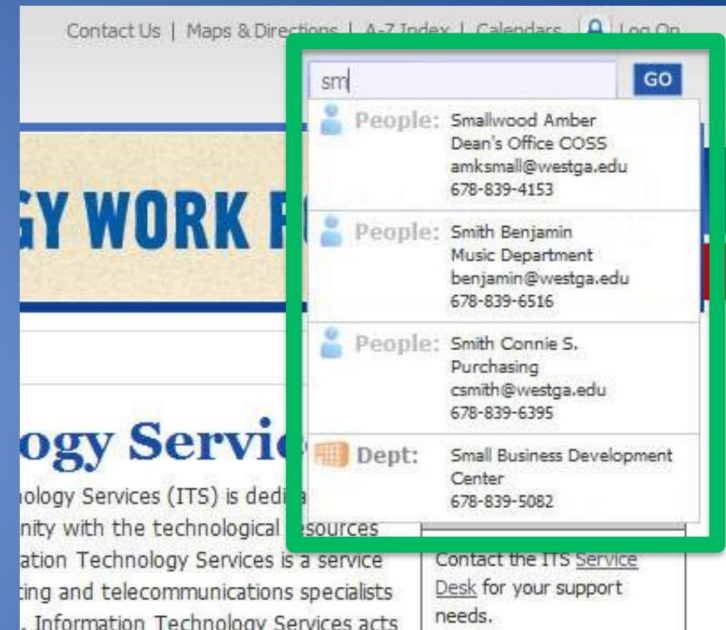 Contact Us | Maps & Directions | A-Z Index | Calendars Log On
sm GO
People: Smallwood Amber
Dean's Office COSS
amksmall@westga.edu
678-839-4153
GY WORK
People: Smith Benjamin
Music Department
benjamin@westga.edu
678-839-6516
People: Smith Connie S.
Purchasing
csmith@westga.edu
678-839-6395
Dept: Small Business Development
Center
678-839-5082
ogy Servi
nology Services (ITS) is dedi
nity with the technological resources
ation Technology Services is a service
ting and telecommunications specialists
. Information Technology Services acts
Contact the ITS Service
Desk for your support
needs.